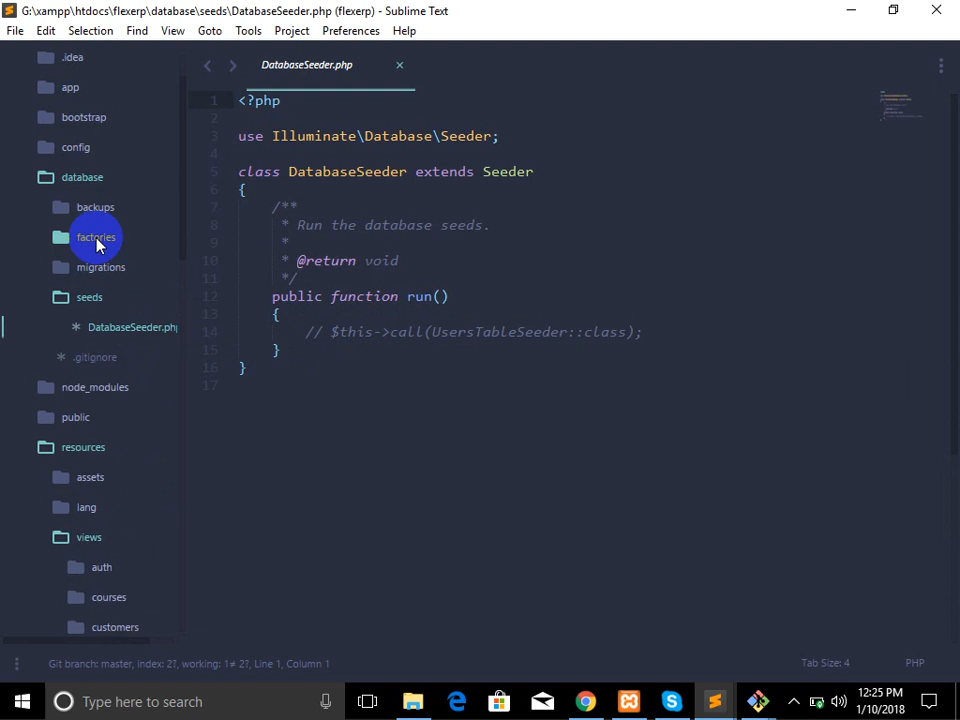 G:\xampp\htdocs\flexerp\database\seeds\DatabaseSeeder.php (flexerp) - Sublime Text
File Edit Selection Find View Goto Tools Project Preferences Help
.idea
app
bootstrap
config
database
backups
factories
migrations
seeds
DatabaseSeeder.php
.gitignore
node_modules
public
resources
assets
lang
views
auth
courses
customers
DatabaseSeeder.php
1 <?php
2
3 use Illuminate\Database\Seeder;
4
5 class DatabaseSeeder extends Seeder
6 {
7 /**
8 * Run the database seeds.
9 *
10 * @return void
11 */
12 public function run()
13 {
14 // $this->call(UsersTableSeeder::class);
15 }
16 }
17
Git branch: master, index: 2?, working: 1≠ 2?, Line 1, Column 1 Tab Size: 4 PHP
Type here to search
12:25 PM
1/10/2018